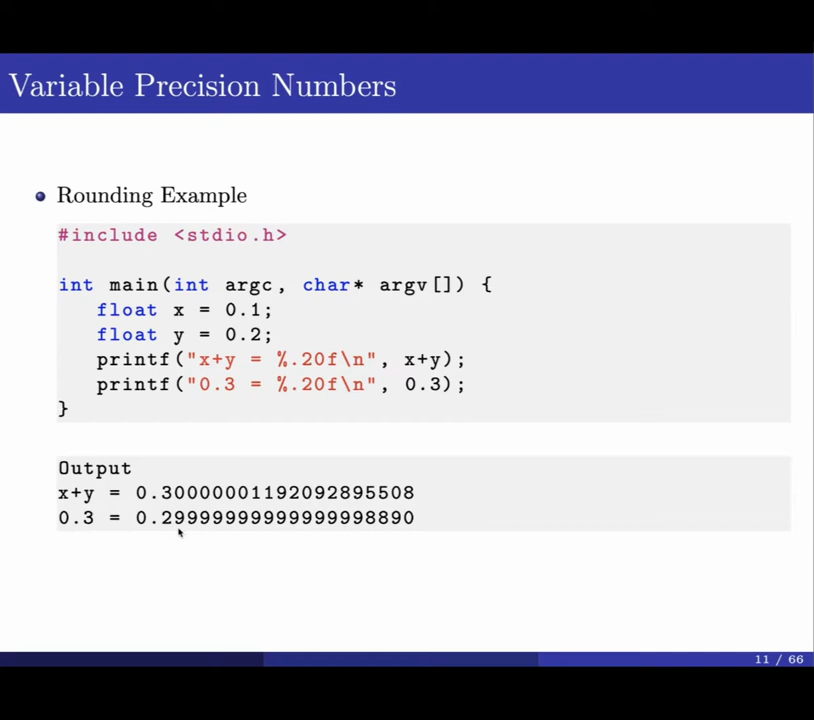 Variable Precision Numbers
Rounding Example
#include <stdio.h>
int main(int argc, char* argv[]) {
float x = 0.1;
float y = 0.2;
printf("x+y = %.20f\n", x+y);
printf("0.3 = %.20f\n", 0.3);
}
Output
x+y = 0.30000001192092895508
0.3 = 0.29999999999999998890
11 / 66